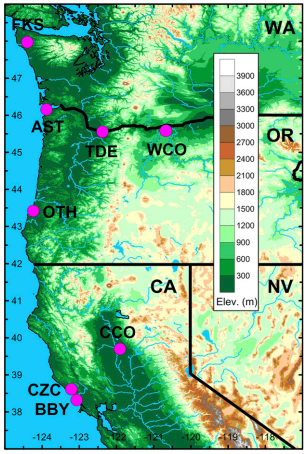 FKS
WA
47
46
AST
TDE
WCO
OR
45
44
OTH
43
42
41
40
39
38
3900
3600
3300
3000
2700
2400
2100
1800
1500
1200
900
600
300
Elev. (m)
CA
NV
CCO
CZC
BBY
-124 -123 -122 -121 -120 -119 -118